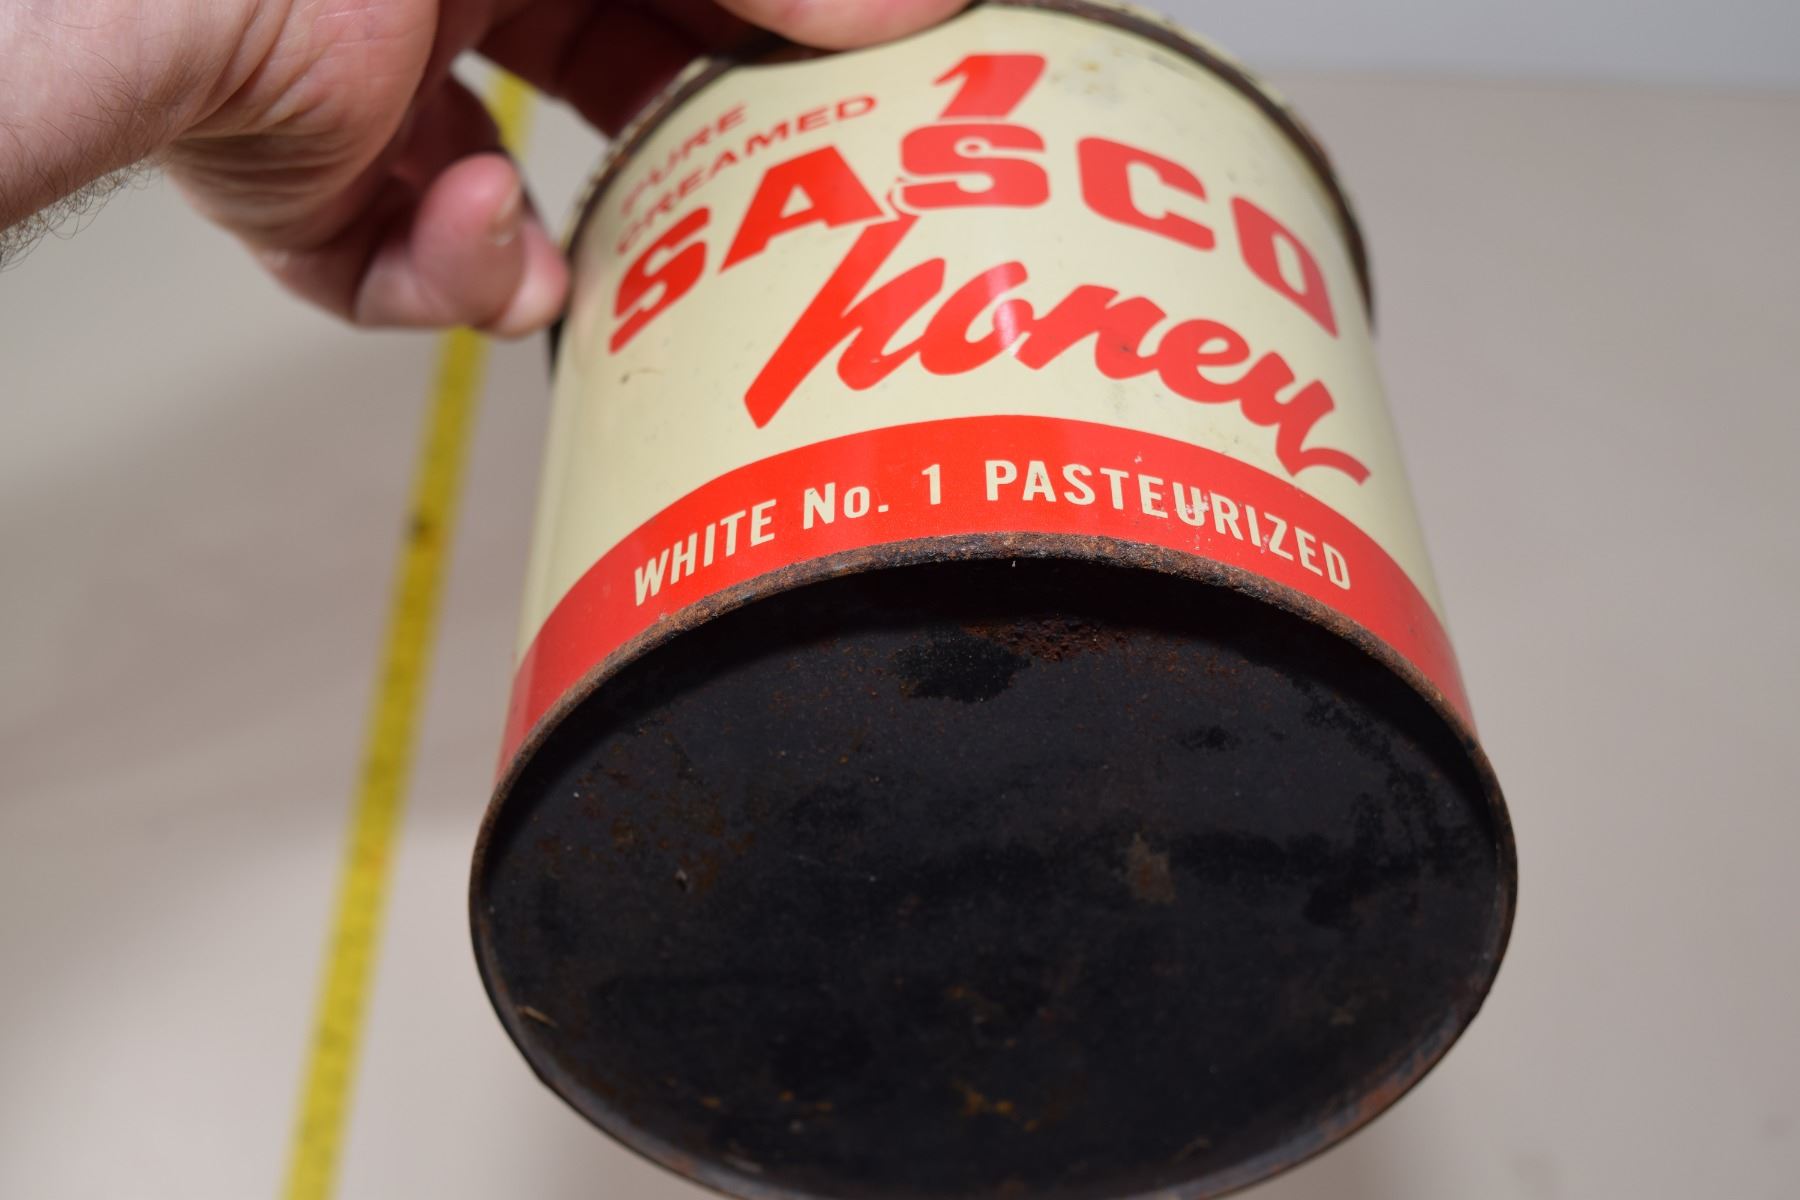 PURE
CREAMED
1
SASCO
honey
WHITE No. 1 PASTEURIZED